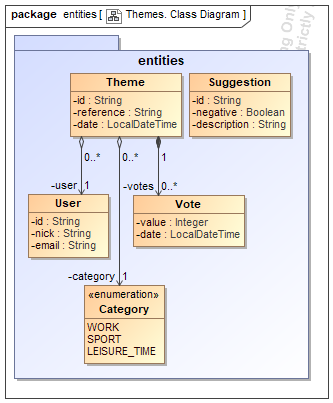 package entities [ Themes. Class Diagram ]
entities
Theme
-id : String
-reference : String
-date : LocalDateTime
Suggestion
-id : String
-negative : Boolean
-description : String
0..*
0..*
1
-user
1
-votes
0..*
User
-id : String
-nick : String
-email : String
Vote
-value : Integer
-date : LocalDateTime
-category
1
«enumeration»
Category
WORK
SPORT
LEISURE_TIME